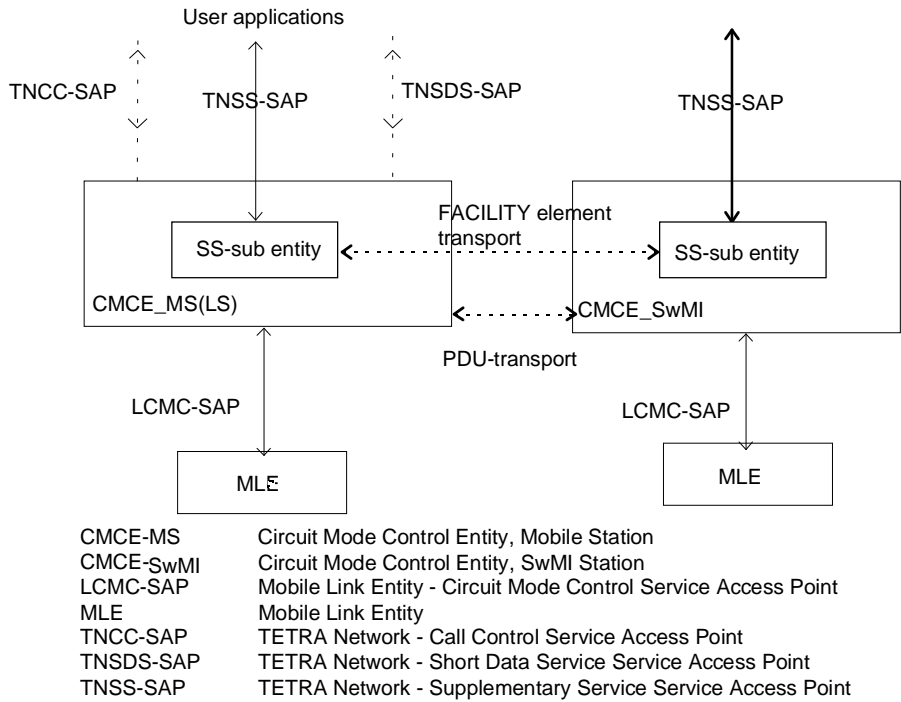 User applications
TNCC-SAP
TNSS-SAP
TNSDS-SAP
TNSS-SAP
FACILITY element
transport
SS-sub entity
SS-sub entity
CMCE_MS(LS)
CMCE_SwMI
PDU-transport
LCMC-SAP
LCMC-SAP
MLE
MLE
CMCE-MS Circuit Mode Control Entity, Mobile Station
CMCE-SwMI Circuit Mode Control Entity, SwMI Station
LCMC-SAP Mobile Link Entity - Circuit Mode Control Service Access Point
MLE Mobile Link Entity
TNCC-SAP TETRA Network - Call Control Service Access Point
TNSDS-SAP TETRA Network - Short Data Service Service Access Point
TNSS-SAP TETRA Network - Supplementary Service Service Access Point